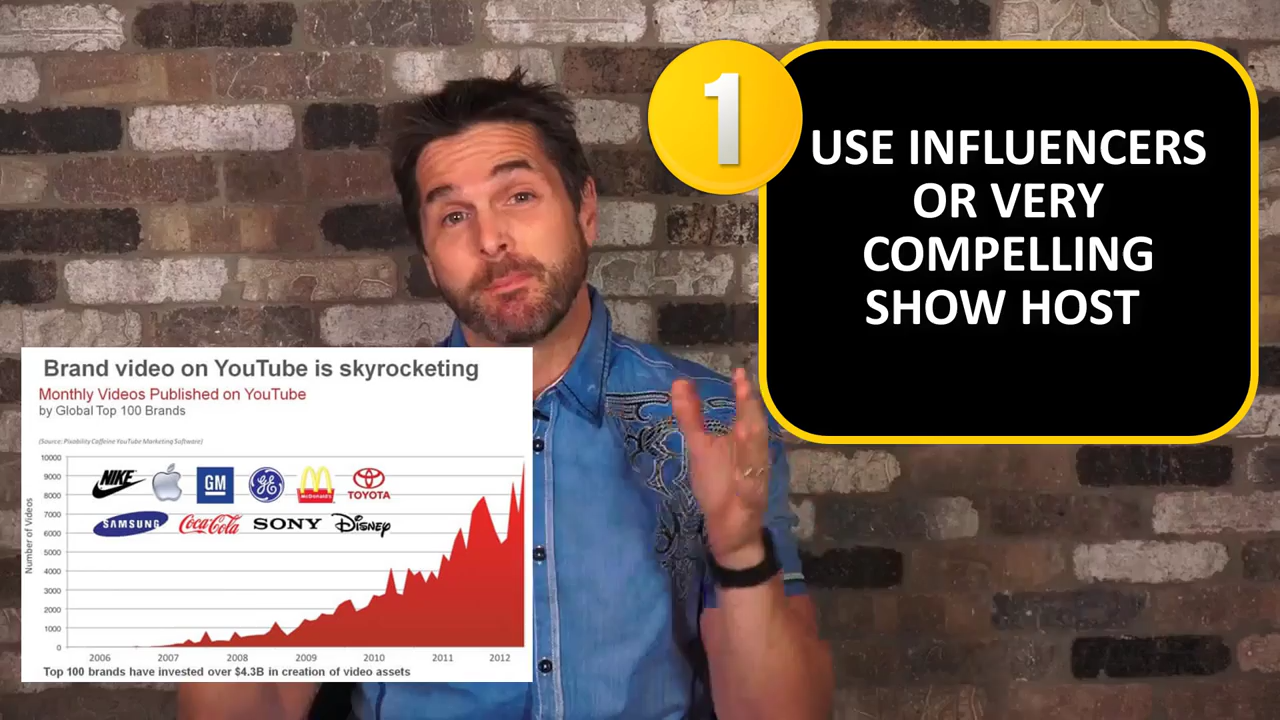 1
USE INFLUENCERS
OR VERY
COMPELLING
SHOW HOST
Brand video on YouTube is skyrocketing
Monthly Videos Published on YouTube
by Global Top 100 Brands
(Source: Pixability Caffeine YouTube Marketing Software)
Number of Videos
10000
9000
8000
7000
6000
5000
4000
3000
2000
1000
0
NIKE GM GE McDonald's TOYOTA
SAMSUNG Coca-Cola SONY Disney
2006 2007 2008 2009 2010 2011 2012
Top 100 brands have invested over $4.3B in creation of video assets